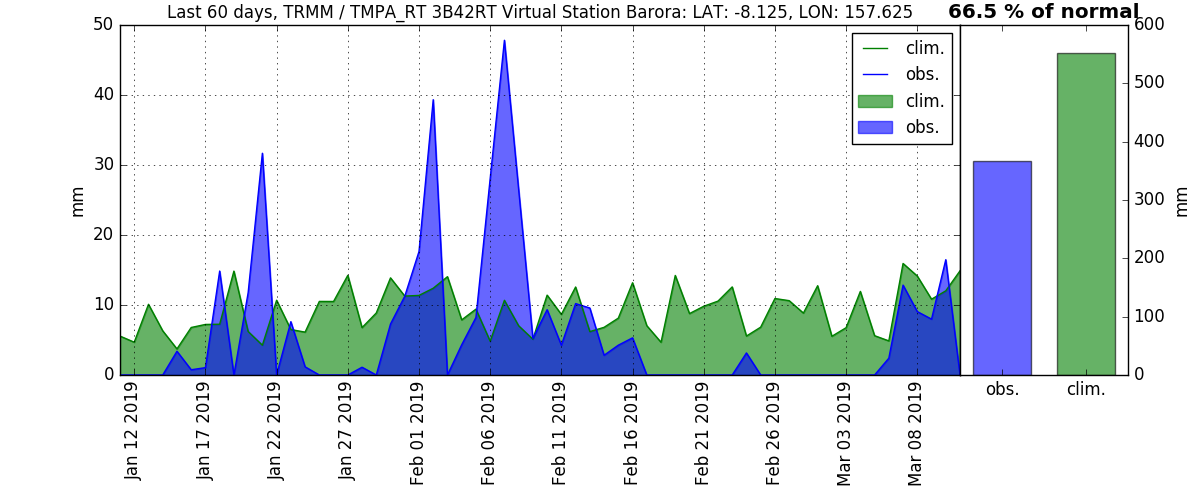 Last 60 days, TRMM / TMPA_RT 3B42RT Virtual Station Barora: LAT: -8.125, LON: 157.625
66.5 % of normal
50
40
30
20
10
0
mm
clim.
obs.
clim.
obs.
600
500
400
300
200
100
0
mm
obs.
clim.
Jan 12 2019
Jan 17 2019
Jan 22 2019
Jan 27 2019
Feb 01 2019
Feb 06 2019
Feb 11 2019
Feb 16 2019
Feb 21 2019
Feb 26 2019
Mar 03 2019
Mar 08 2019